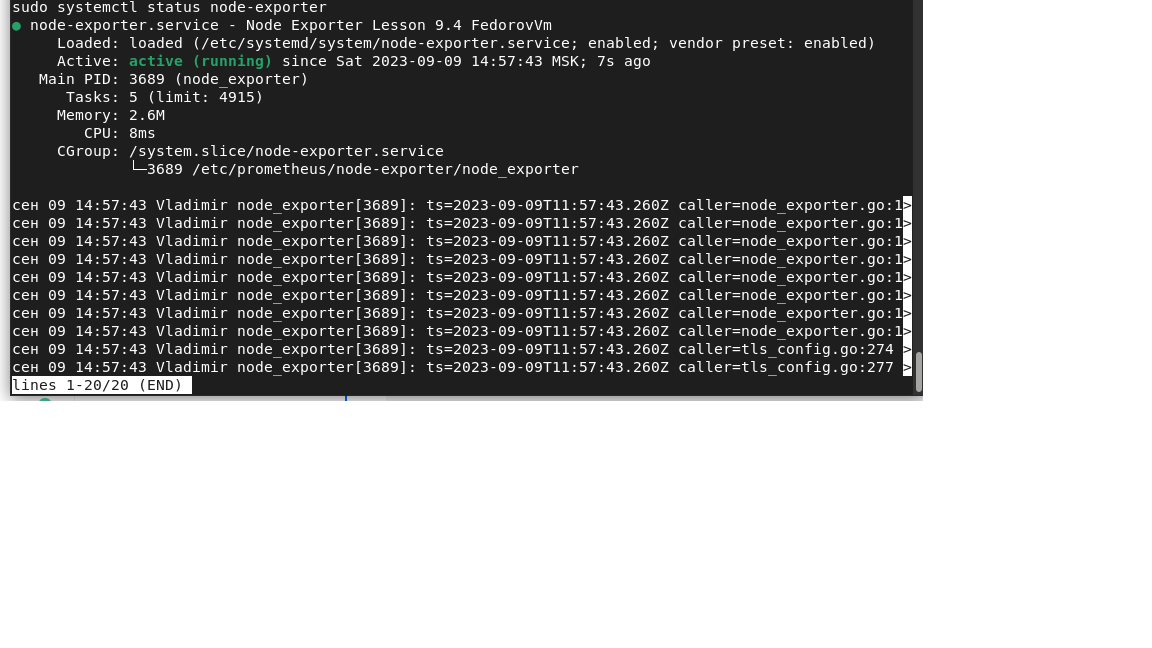 sudo systemctl status node-exporter
● node-exporter.service - Node Exporter Lesson 9.4 FedorovVm
     Loaded: loaded (/etc/systemd/system/node-exporter.service; enabled; vendor preset: enabled)
     Active: active (running) since Sat 2023-09-09 14:57:43 MSK; 7s ago
   Main PID: 3689 (node_exporter)
      Tasks: 5 (limit: 4915)
     Memory: 2.6M
        CPU: 8ms
     CGroup: /system.slice/node-exporter.service
             └─3689 /etc/prometheus/node-exporter/node_exporter

сен 09 14:57:43 Vladimir node_exporter[3689]: ts=2023-09-09T11:57:43.260Z caller=node_exporter.go:1>
сен 09 14:57:43 Vladimir node_exporter[3689]: ts=2023-09-09T11:57:43.260Z caller=node_exporter.go:1>
сен 09 14:57:43 Vladimir node_exporter[3689]: ts=2023-09-09T11:57:43.260Z caller=node_exporter.go:1>
сен 09 14:57:43 Vladimir node_exporter[3689]: ts=2023-09-09T11:57:43.260Z caller=node_exporter.go:1>
сен 09 14:57:43 Vladimir node_exporter[3689]: ts=2023-09-09T11:57:43.260Z caller=node_exporter.go:1>
сен 09 14:57:43 Vladimir node_exporter[3689]: ts=2023-09-09T11:57:43.260Z caller=node_exporter.go:1>
сен 09 14:57:43 Vladimir node_exporter[3689]: ts=2023-09-09T11:57:43.260Z caller=node_exporter.go:1>
сен 09 14:57:43 Vladimir node_exporter[3689]: ts=2023-09-09T11:57:43.260Z caller=node_exporter.go:1>
сен 09 14:57:43 Vladimir node_exporter[3689]: ts=2023-09-09T11:57:43.260Z caller=tls_config.go:274 >
сен 09 14:57:43 Vladimir node_exporter[3689]: ts=2023-09-09T11:57:43.260Z caller=tls_config.go:277 >
lines 1-20/20 (END)